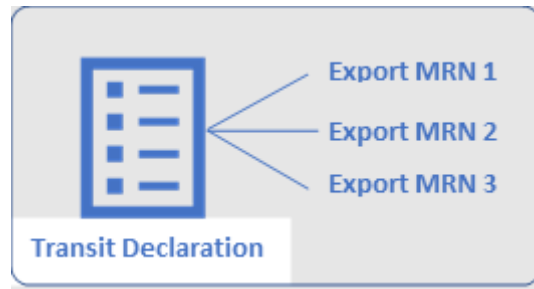 Export MRN 1
Export MRN 2
Export MRN 3
Transit Declaration